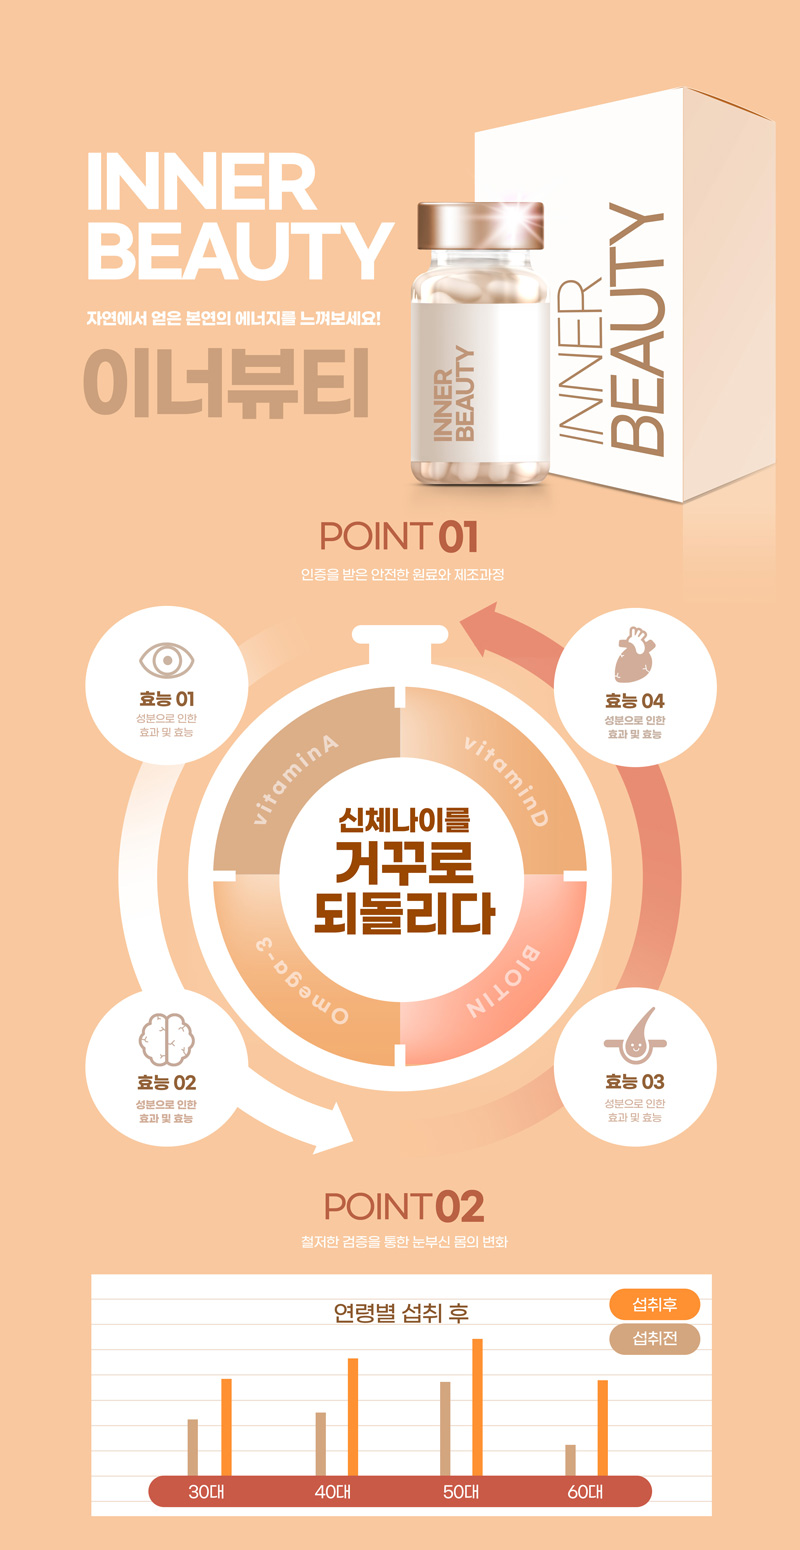 INNER
BEAUTY
자연에서 얻은 본연의 에너지를 느껴보세요!
이너뷰티
INNER
BEAUTY
INNER
BEAUTY
POINT 01
인증을 받은 안전한 원료와 제조과정
효능 01
성분으로 인한
효과 및 효능
효능 04
성분으로 인한
효과 및 효능
vitaminA
vitaminD
신체나이를
거꾸로
되돌리다
Omega-3
BIOTIN
효능 02
성분으로 인한
효과 및 효능
효능 03
성분으로 인한
효과 및 효능
POINT 02
철저한 검증을 통한 눈부신 몸의 변화
연령별 섭취 후
섭취후
섭취전
30대
40대
50대
60대